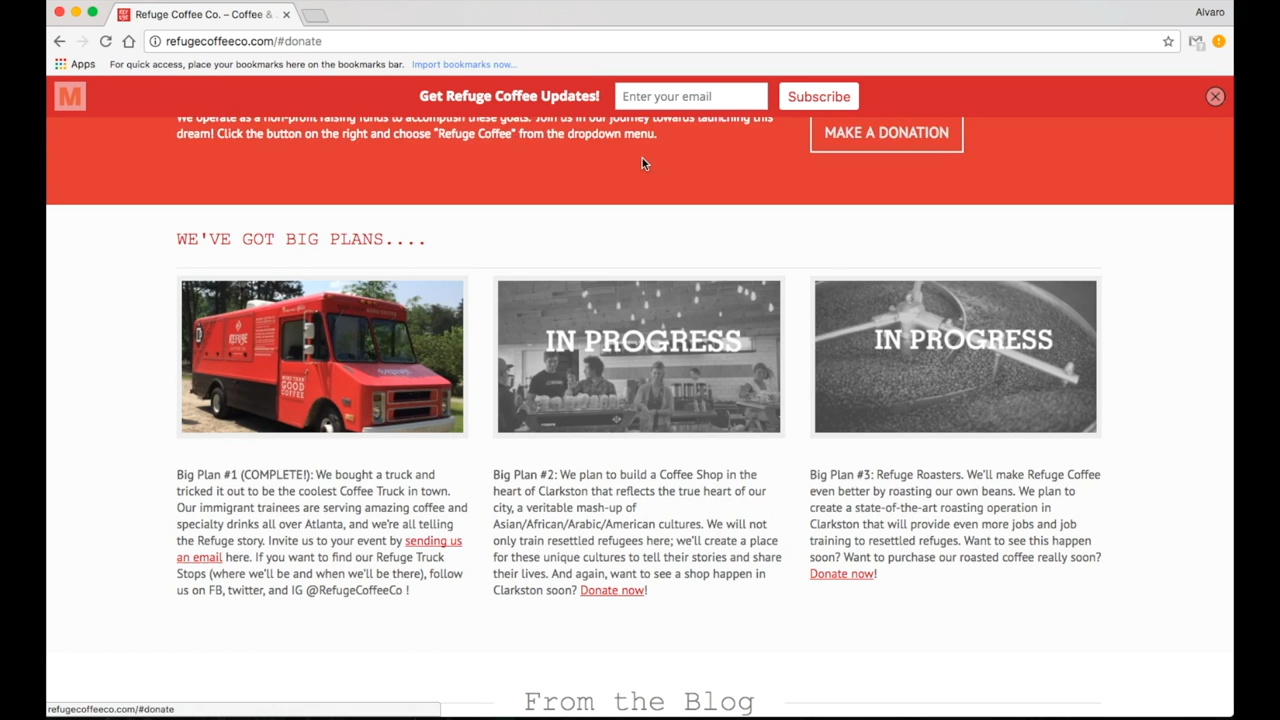 Refuge Coffee Co. – Coffee &
Alvaro
refugecoffeeco.com/#donate
Apps For quick access, place your bookmarks here on the bookmarks bar. Import bookmarks now...
M
Get Refuge Coffee Updates! Enter your email Subscribe
We operate as a non-profit raising funds to accomplish these goals. Join us in our journey towards launching this
dream! Click the button on the right and choose "Refuge Coffee" from the dropdown menu.
MAKE A DONATION
WE'VE GOT BIG PLANS....
REFUGE
MORE THAN
GOOD
COFFEE
IN PROGRESS
IN PROGRESS
Big Plan #1 (COMPLETE!): We bought a truck and
tricked it out to be the coolest Coffee Truck in town.
Our immigrant trainees are serving amazing coffee and
specialty drinks all over Atlanta, and we're all telling
the Refuge story. Invite us to your event by sending us
an email here. If you want to find our Refuge Truck
Stops (where we'll be and when we'll be there), follow
us on FB, twitter, and IG @RefugeCoffeeCo !
Big Plan #2: We plan to build a Coffee Shop in the
heart of Clarkston that reflects the true heart of our
city, a veritable mash-up of
Asian/African/Arabic/American cultures. We will not
only train resettled refugees here; we'll create a place
for these unique cultures to tell their stories and share
their lives. And again, want to see a shop happen in
Clarkston soon? Donate now!
Big Plan #3: Refuge Roasters. We'll make Refuge Coffee
even better by roasting our own beans. We plan to
create a state-of-the-art roasting operation in
Clarkston that will provide even more jobs and job
training to resettled refuges. Want to see this happen
soon? Want to purchase our roasted coffee really soon?
Donate now!
From the Blog
refugecoffeeco.com/#donate